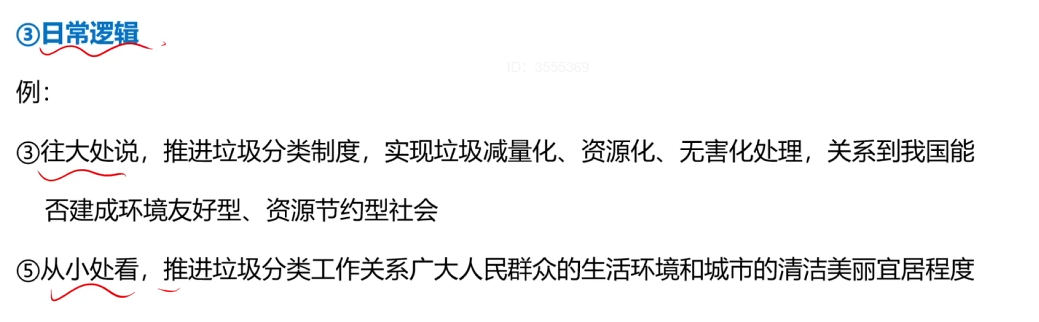 ③日常逻辑
ID：3555369
例：
③往大处说，推进垃圾分类制度，实现垃圾减量化、资源化、无害化处理，关系到我国能
否建成环境友好型、资源节约型社会
⑤从小处看，推进垃圾分类工作关系广大人民群众的生活环境和城市的清洁美丽宜居程度